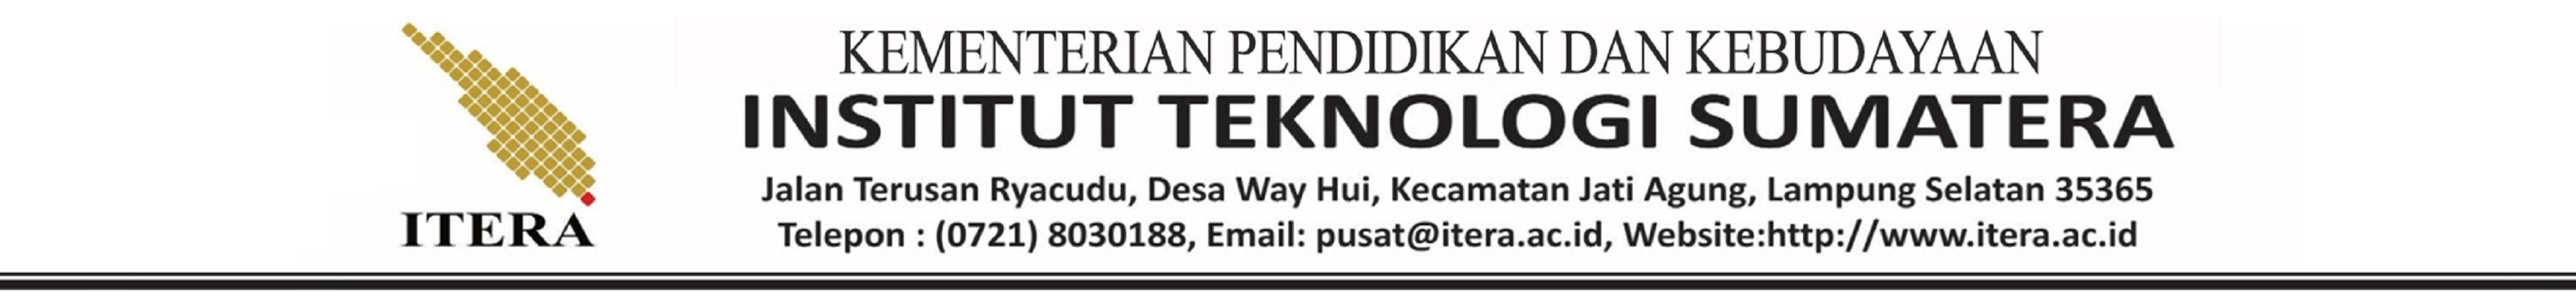 KEMENTERIAN PENDIDIKAN DAN KEBUDAYAAN
INSTITUT TEKNOLOGI SUMATERA
Jalan Terusan Ryacudu, Desa Way Hui, Kecamatan Jati Agung, Lampung Selatan 35365
Telepon : (0721) 8030188, Email: pusat@itera.ac.id, Website:http://www.itera.ac.id
ITERA